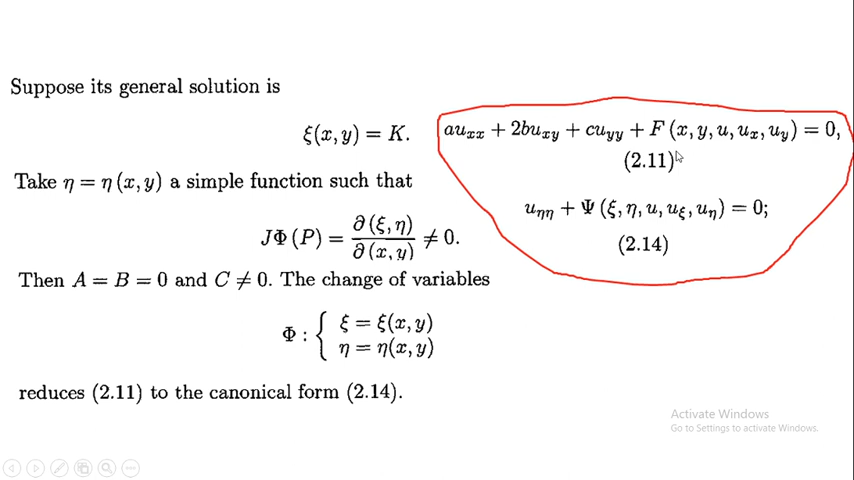 Suppose its general solution is
ξ(x, y) = K.
Take η = η (x, y) a simple function such that
JΦ (P) = ∂ (ξ, η) / ∂ (x, y) ≠ 0.
Then A = B = 0 and C ≠ 0. The change of variables
Φ : { ξ = ξ(x, y)
η = η(x, y)
reduces (2.11) to the canonical form (2.14).
au_{xx} + 2bu_{xy} + cu_{yy} + F (x, y, u, u_x, u_y) = 0,
(2.11)
u_{ηη} + Ψ (ξ, η, u, u_ξ, u_η) = 0;
(2.14)
Activate Windows
Go to Settings to activate Windows.